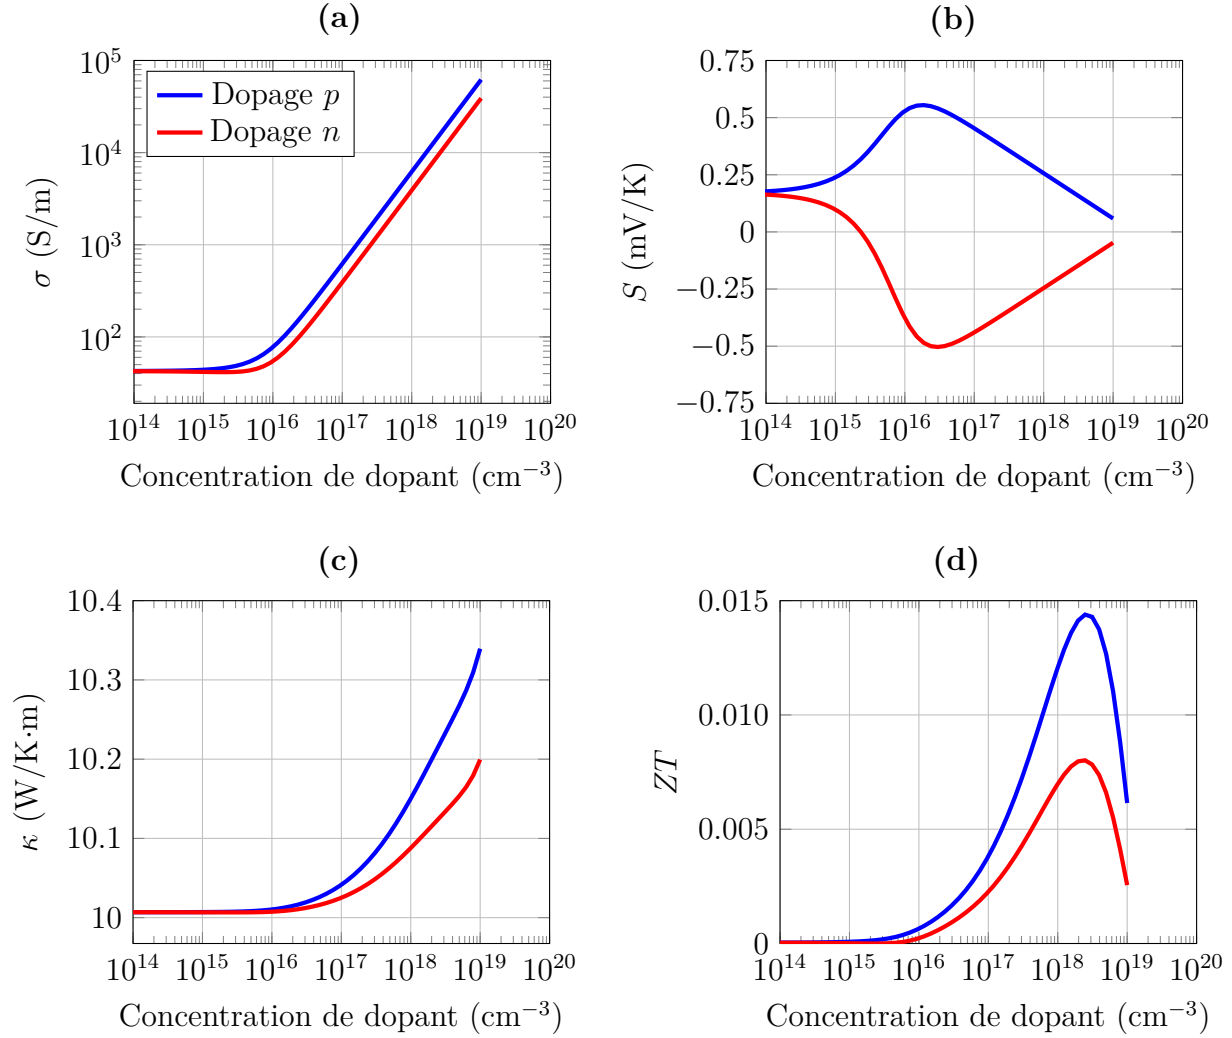 (a)
10^5
10^4
10^3
10^2
σ (S/m)
Dopage p
Dopage n
10^14 10^15 10^16 10^17 10^18 10^19 10^20
Concentration de dopant (cm^−3)
(b)
0.75
0.5
0.25
0
−0.25
−0.5
−0.75
S (mV/K)
10^14 10^15 10^16 10^17 10^18 10^19 10^20
Concentration de dopant (cm^−3)
(c)
10.4
10.3
10.2
10.1
10
κ (W/K·m)
10^14 10^15 10^16 10^17 10^18 10^19 10^20
Concentration de dopant (cm^−3)
(d)
0.015
0.010
0.005
0
ZT
10^14 10^15 10^16 10^17 10^18 10^19 10^20
Concentration de dopant (cm^−3)